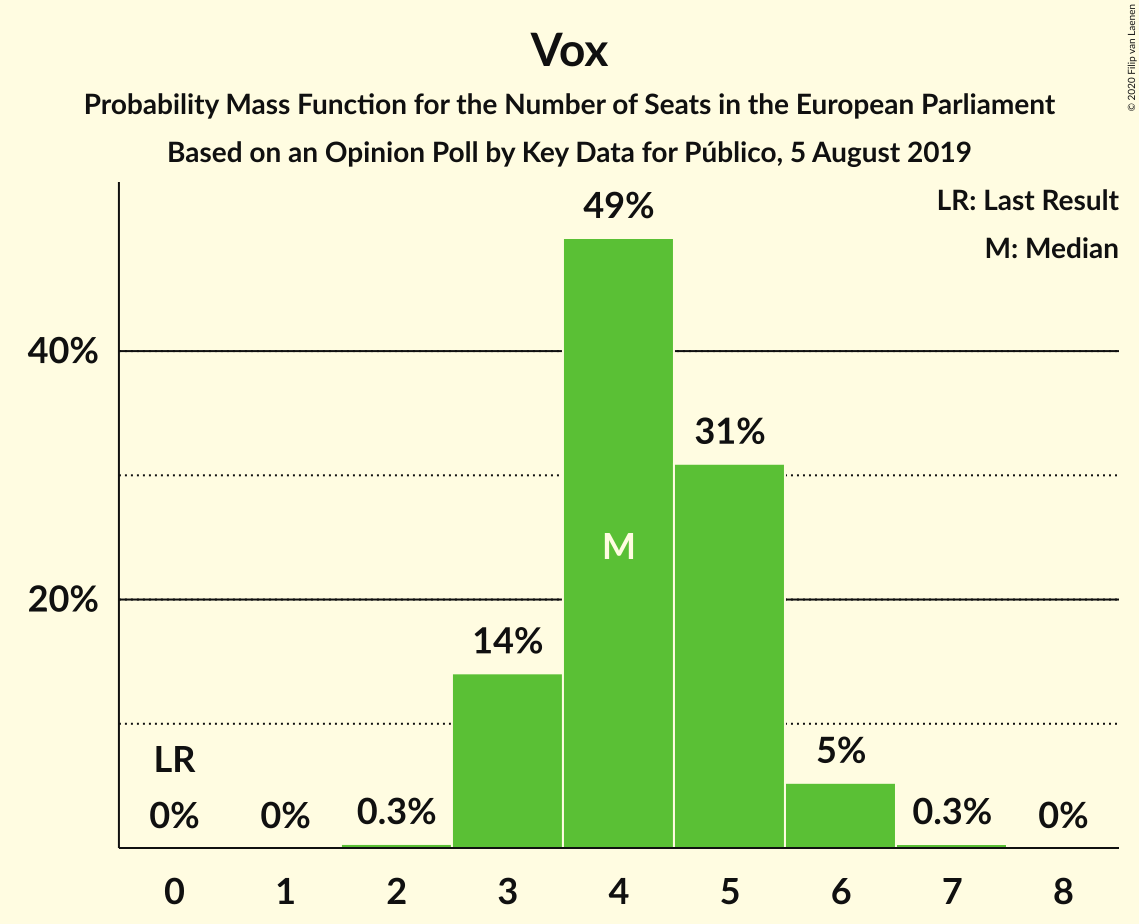 Vox
Probability Mass Function for the Number of Seats in the European Parliament
Based on an Opinion Poll by Key Data for Público, 5 August 2019
© 2020 Filip van Laenen
LR: Last Result
M: Median
49%
40%
31%
M
20%
14%
LR
5%
0% 0% 0.3% 0.3% 0%
0 1 2 3 4 5 6 7 8